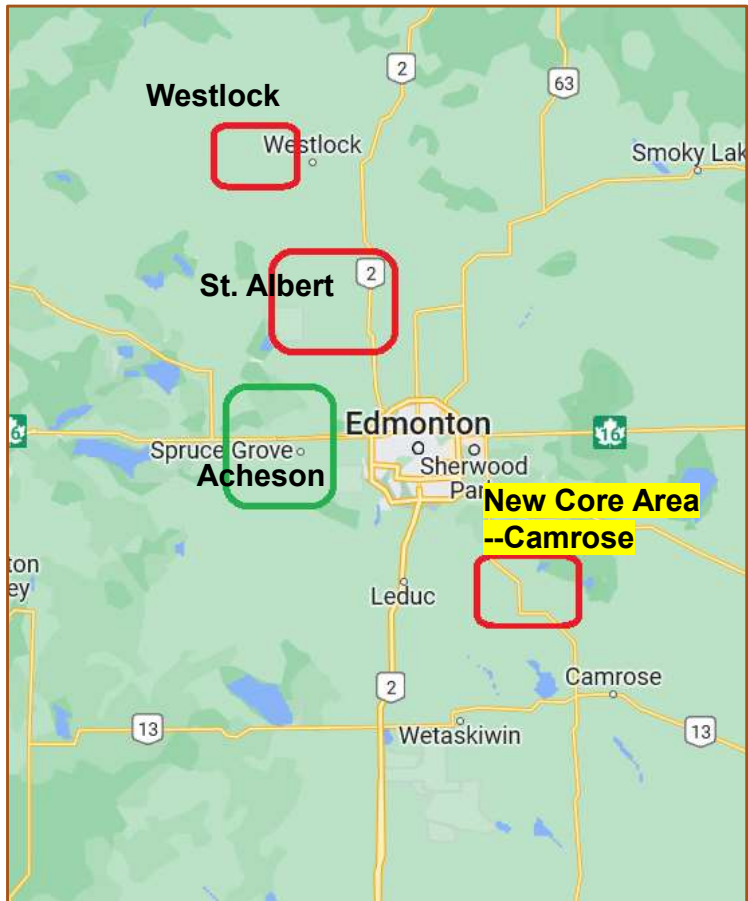 2
63
Westlock
Westlock
Smoky Lak
2
St. Albert
6
16
Edmonton
Spruce Grove
Sherwood
Par
Acheson
New Core Area
--Camrose
ton
ey
Leduc
2
Camrose
13
Wetaskiwin
13